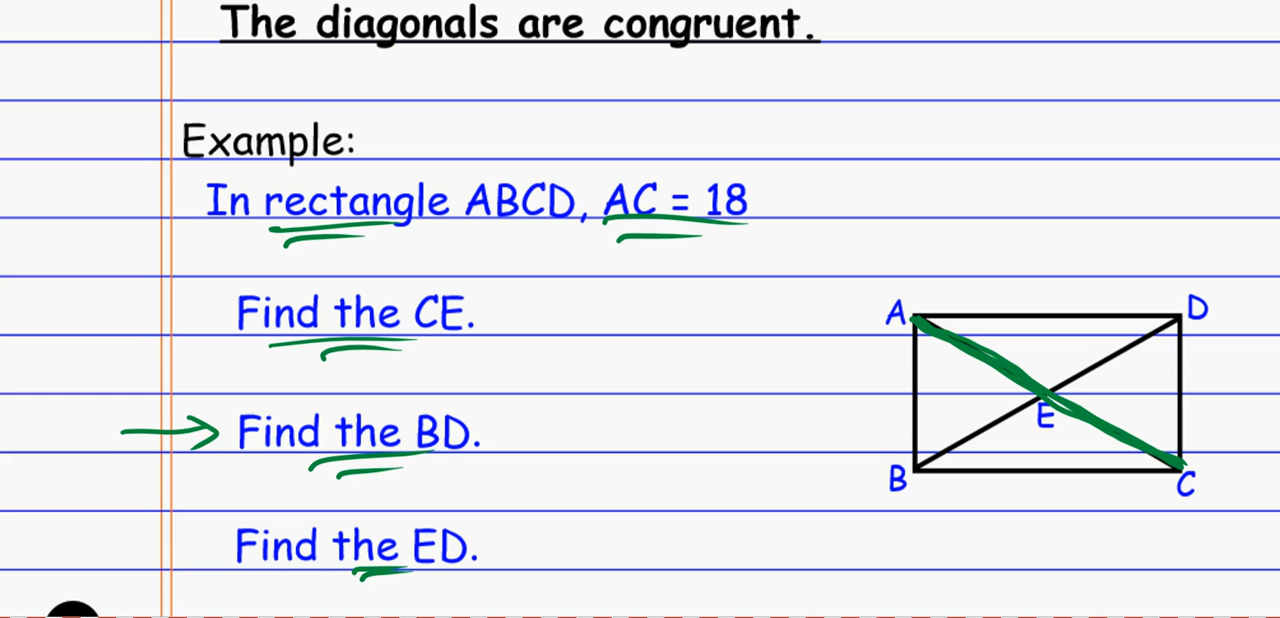 The diagonals are congruent.
Example:
In rectangle ABCD, AC = 18
Find the CE.
Find the BD.
Find the ED.
A
D
E
B
C